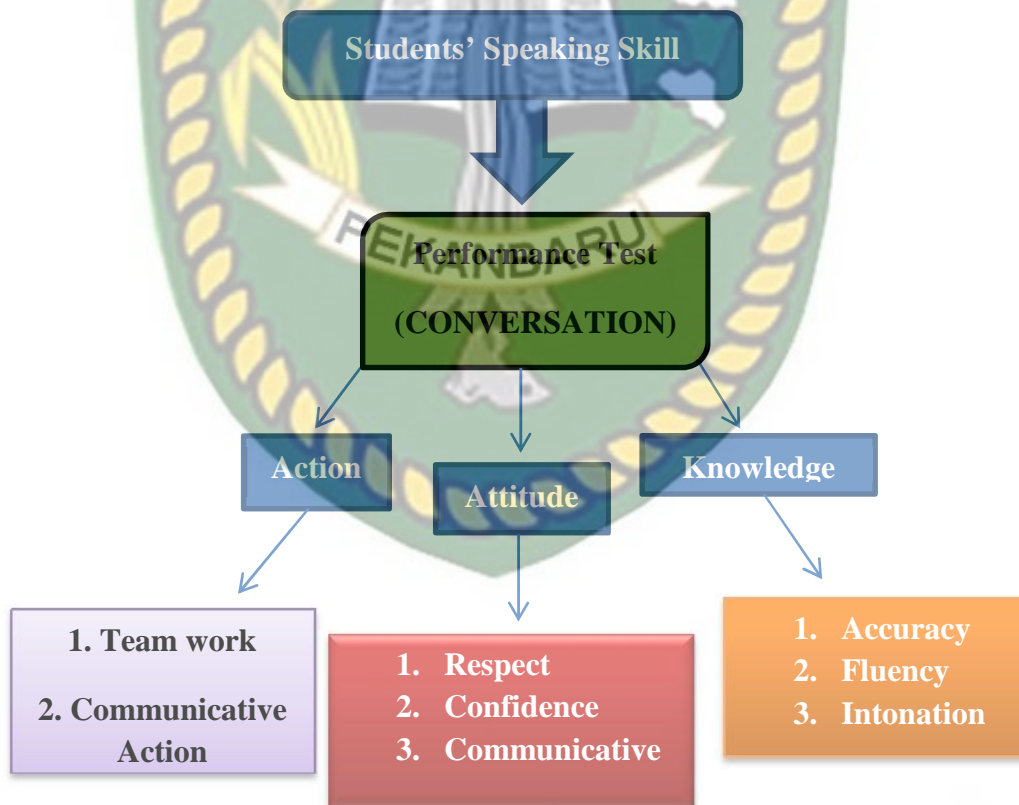 Students’ Speaking Skill
PEKANBARU
Performance Test
(CONVERSATION)
Action
Attitude
Knowledge
1. Team work
2. Communicative
Action
1. Respect
2. Confidence
3. Communicative
1. Accuracy
2. Fluency
3. Intonation